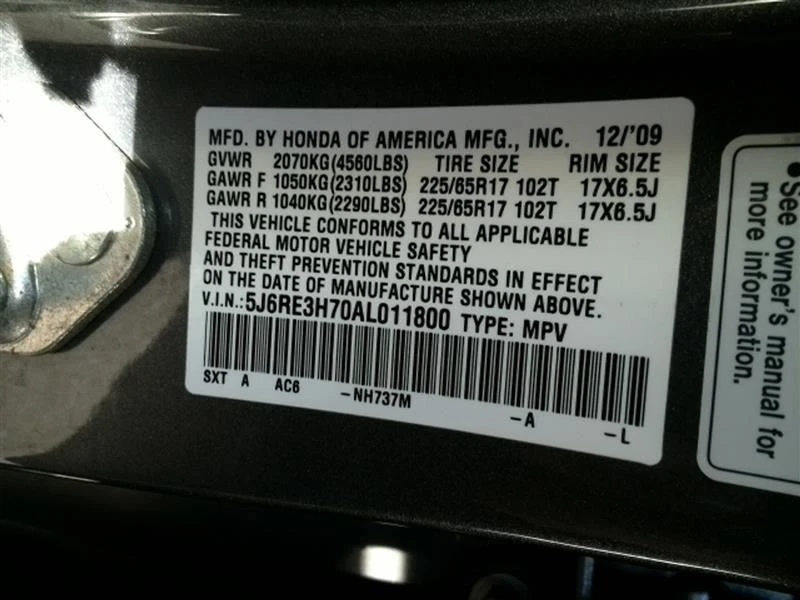 MFD. BY HONDA OF AMERICA MFG., INC. 12/'09
GVWR 2070KG(4560LBS) TIRE SIZE RIM SIZE
GAWR F 1050KG(2310LBS) 225/65R17 102T 17X6.5J
GAWR R 1040KG(2290LBS) 225/65R17 102T 17X6.5J
THIS VEHICLE CONFORMS TO ALL APPLICABLE
FEDERAL MOTOR VEHICLE SAFETY
AND THEFT PREVENTION STANDARDS IN EFFECT
ON THE DATE OF MANUFACTURE SHOWN ABOVE.
V.I.N.:5J6RE3H70AL011800 TYPE: MPV
SXT A AC6 -NH737M -A -L
•See owner's manual for
more information.